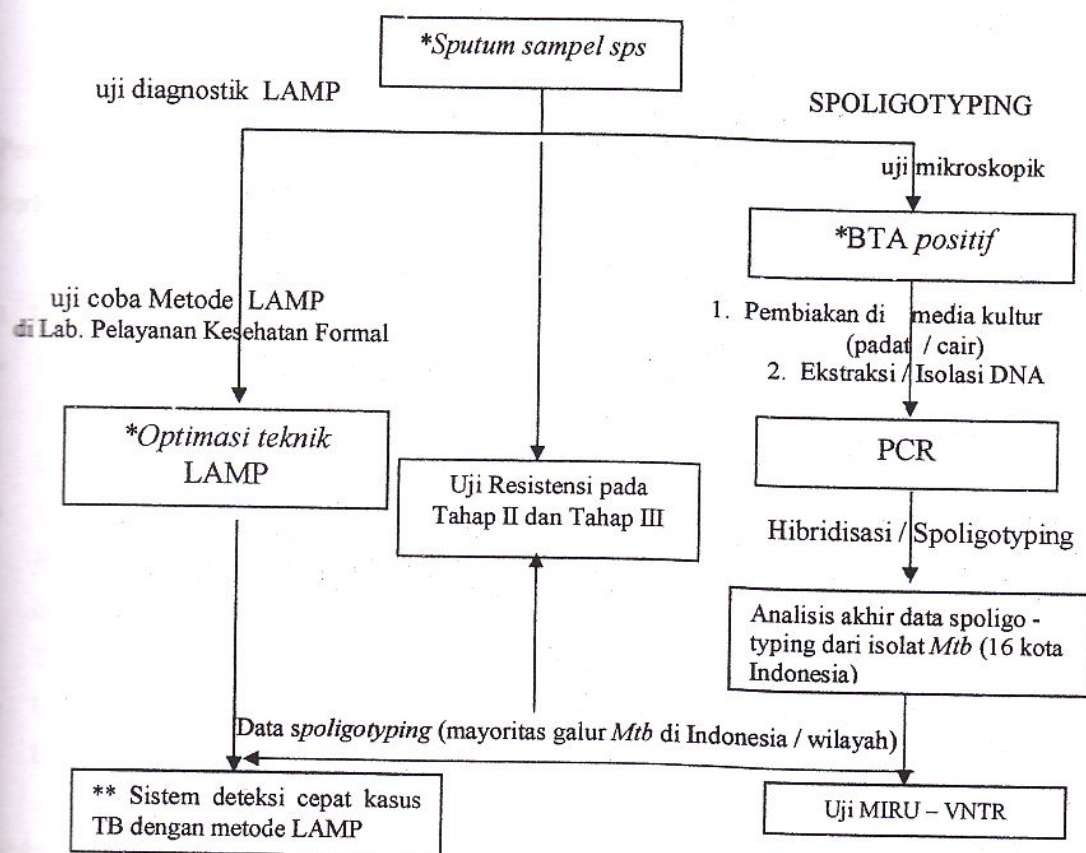 *Sputum sampel sps
uji diagnostik LAMP
SPOLIGOTYPING
uji mikroskopik
*BTA positif
uji coba Metode LAMP
di Lab. Pelayanan Kesehatan Formal
1. Pembiakan di media kultur
(padat / cair)
2. Ekstraksi / Isolasi DNA
*Optimasi teknik
LAMP
Uji Resistensi pada
Tahap II dan Tahap III
PCR
Hibridisasi / Spoligotyping
Analisis akhir data spoligo -
typing dari isolat Mtb (16 kota
Indonesia)
Data spoligotyping (mayoritas galur Mtb di Indonesia / wilayah)
** Sistem deteksi cepat kasus
TB dengan metode LAMP
Uji MIRU – VNTR